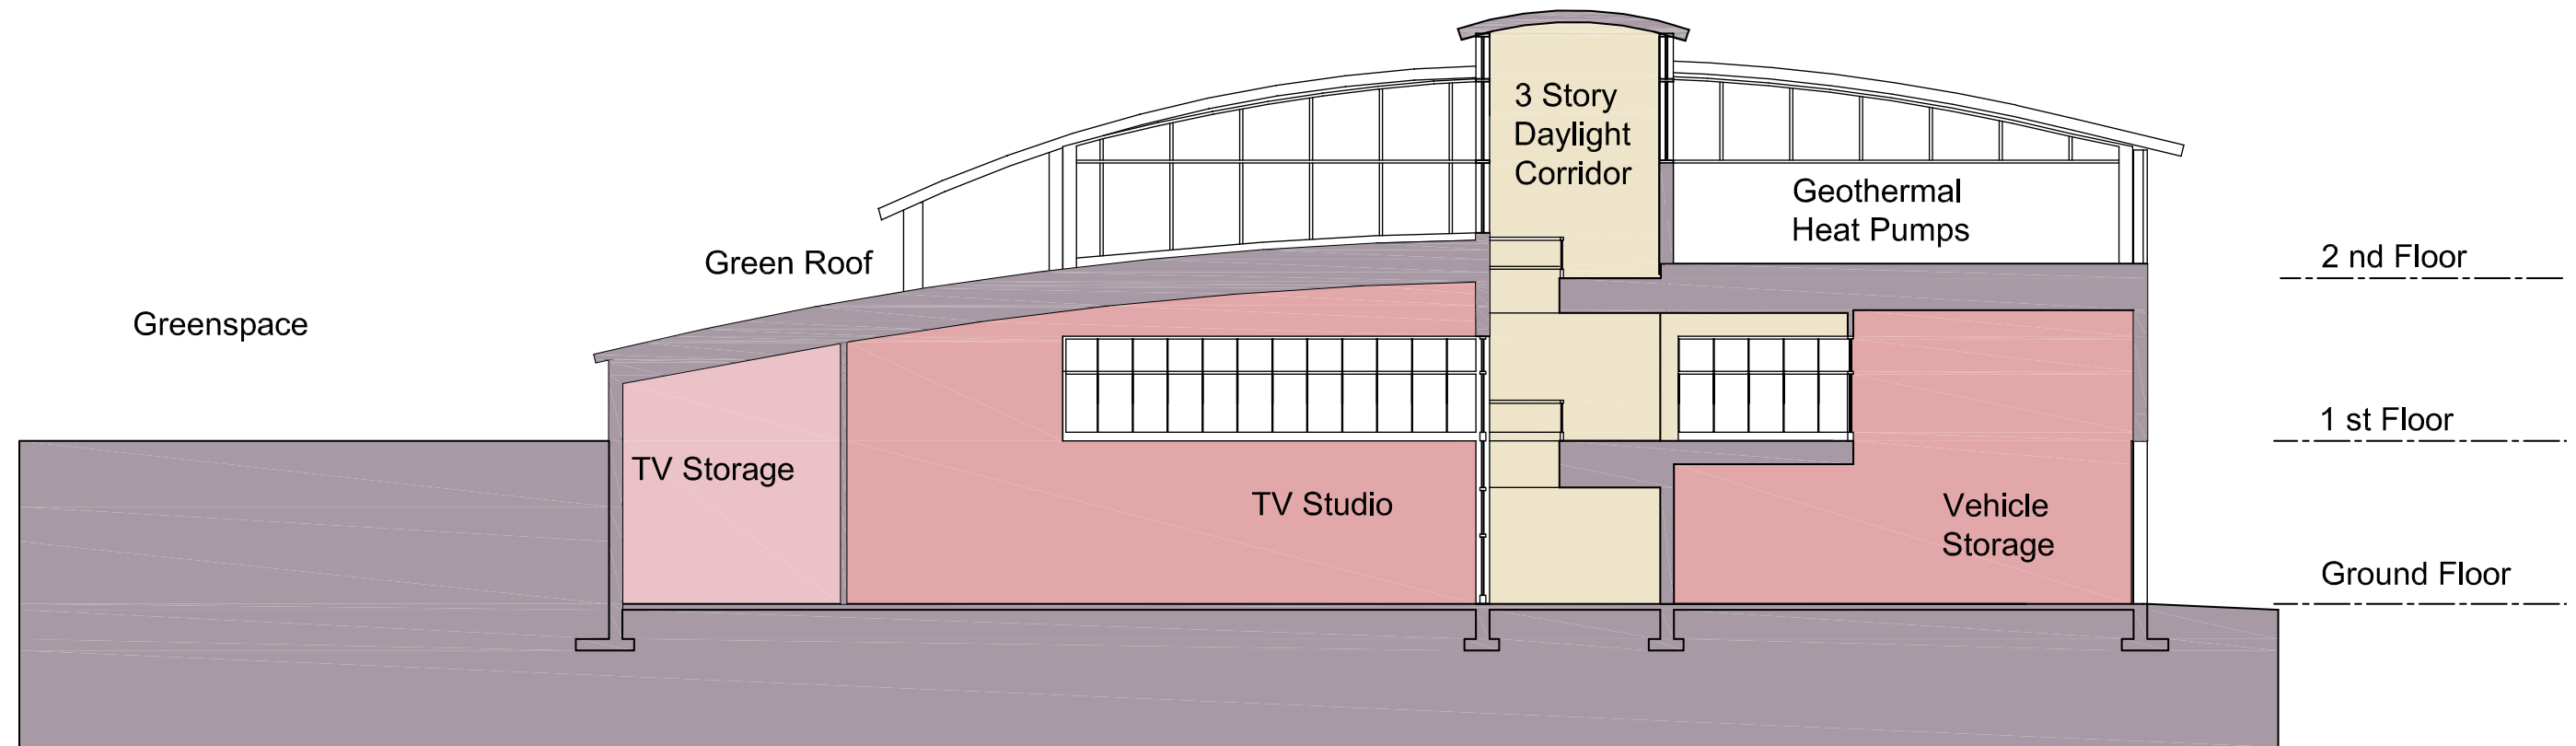 3 Story
Daylight
Corridor
Geothermal
Heat Pumps
Green Roof
2 nd Floor
Greenspace
1 st Floor
TV Storage
TV Studio
Vehicle
Storage
Ground Floor